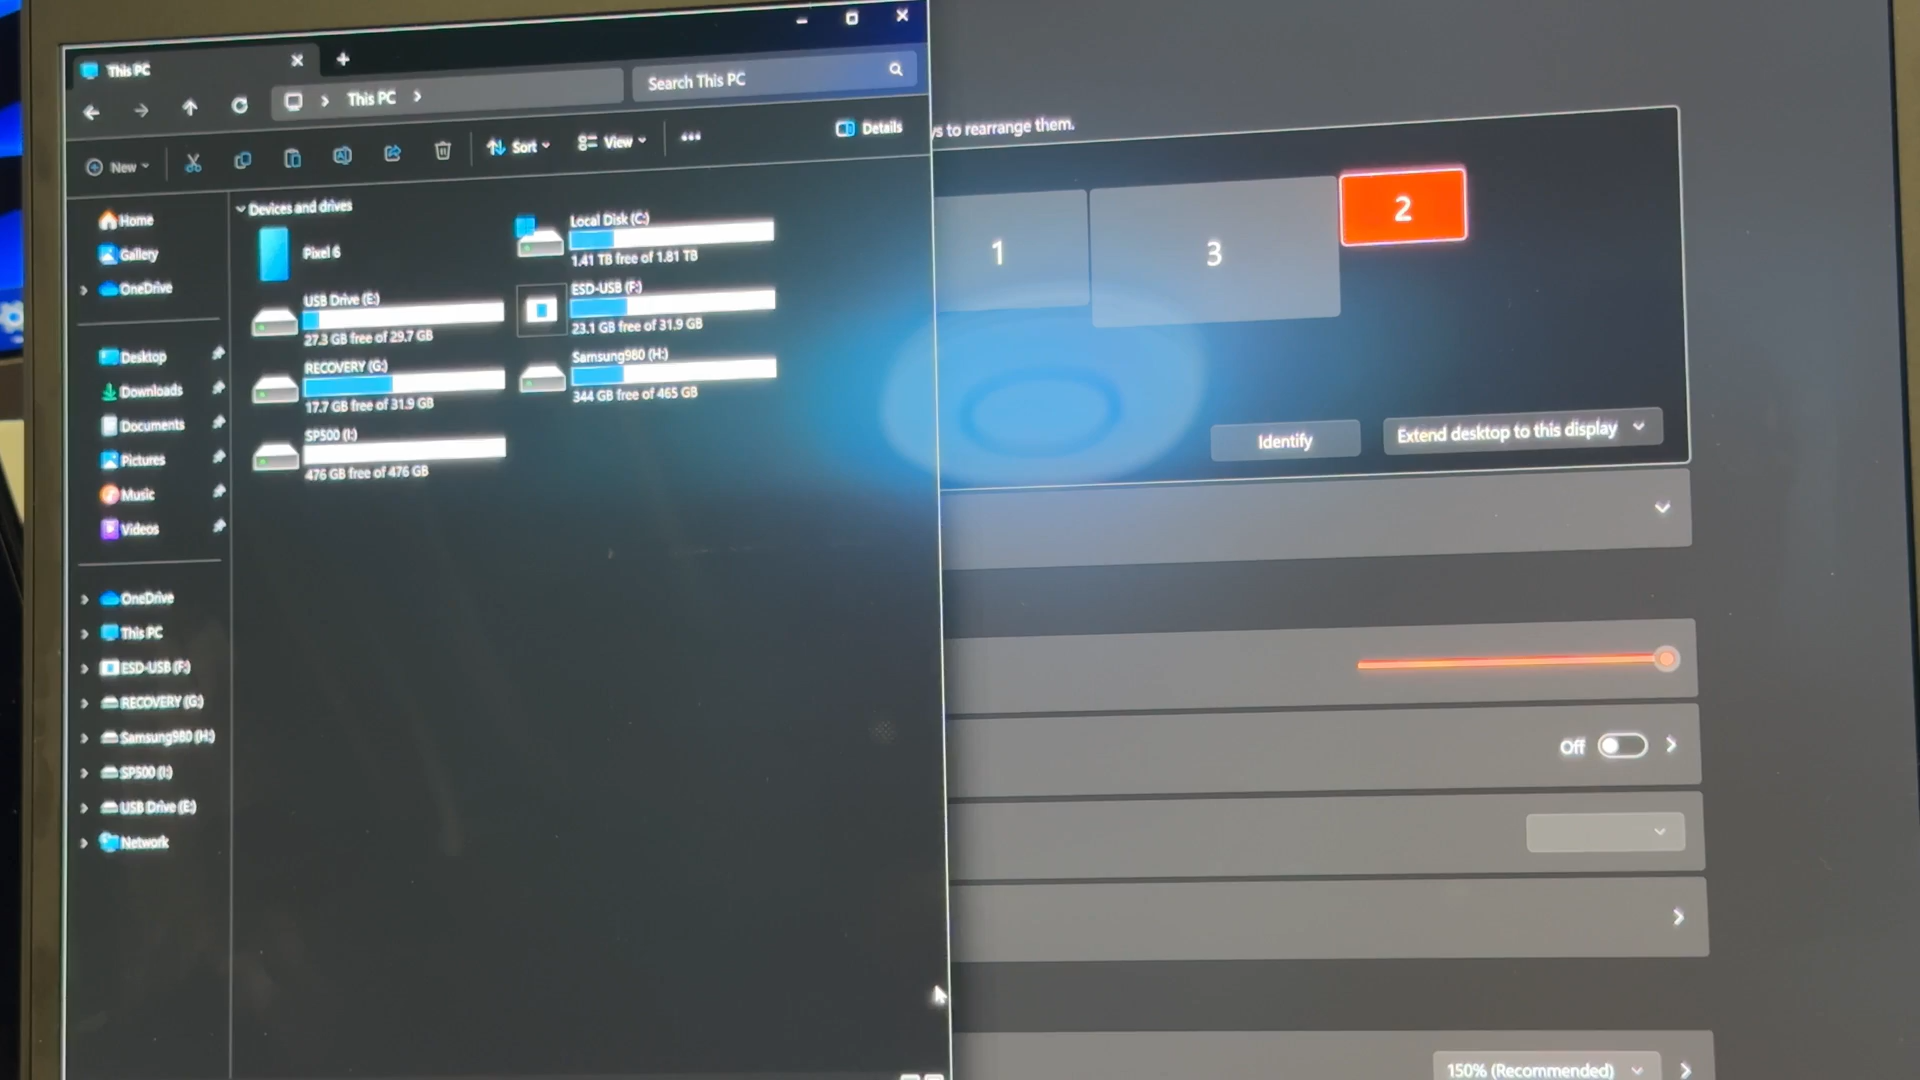 This PC
This PC
Search This PC
New
Sort
View
Details
Home
Gallery
OneDrive
Desktop
Downloads
Documents
Pictures
Music
Videos
OneDrive
This PC
ESD-USB (F:)
RECOVERY (G:)
Samsung980 (H:)
SP500 (I:)
USB Drive (E:)
Network
Devices and drives
Pixel 6
Local Disk (C:)
1.41 TB free of 1.81 TB
USB Drive (E:)
27.3 GB free of 29.7 GB
ESD-USB (F:)
23.1 GB free of 31.9 GB
RECOVERY (G:)
17.7 GB free of 31.9 GB
Samsung980 (H:)
344 GB free of 465 GB
SP500 (I:)
476 GB free of 476 GB
to rearrange them.
1
3
2
Identify
Extend desktop to this display
Off
150% (Recommended)